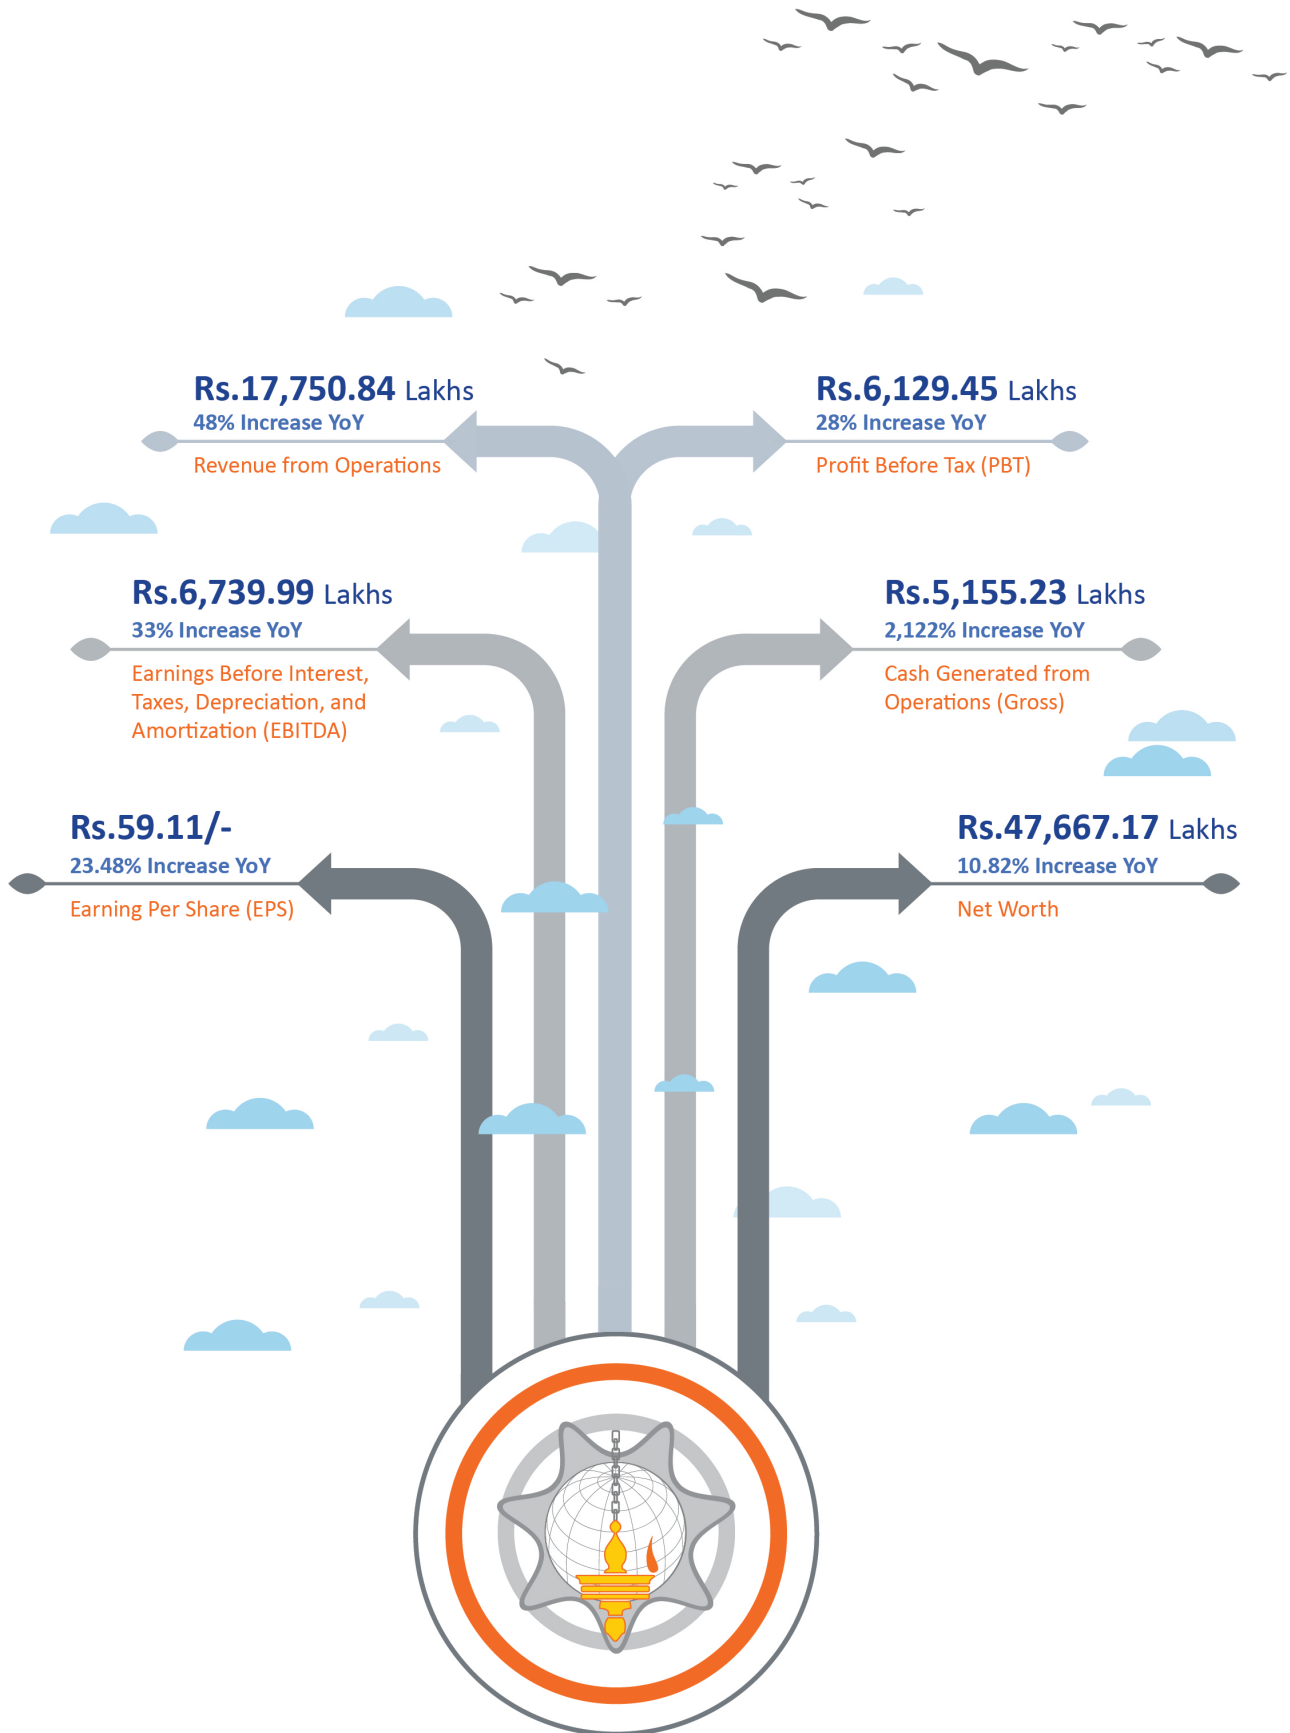 Rs.17,750.84 Lakhs
48% Increase YoY
Revenue from Operations
Rs.6,129.45 Lakhs
28% Increase YoY
Profit Before Tax (PBT)
Rs.6,739.99 Lakhs
33% Increase YoY
Earnings Before Interest,
Taxes, Depreciation, and
Amortization (EBITDA)
Rs.5,155.23 Lakhs
2,122% Increase YoY
Cash Generated from
Operations (Gross)
Rs.59.11/-
23.48% Increase YoY
Earning Per Share (EPS)
Rs.47,667.17 Lakhs
10.82% Increase YoY
Net Worth